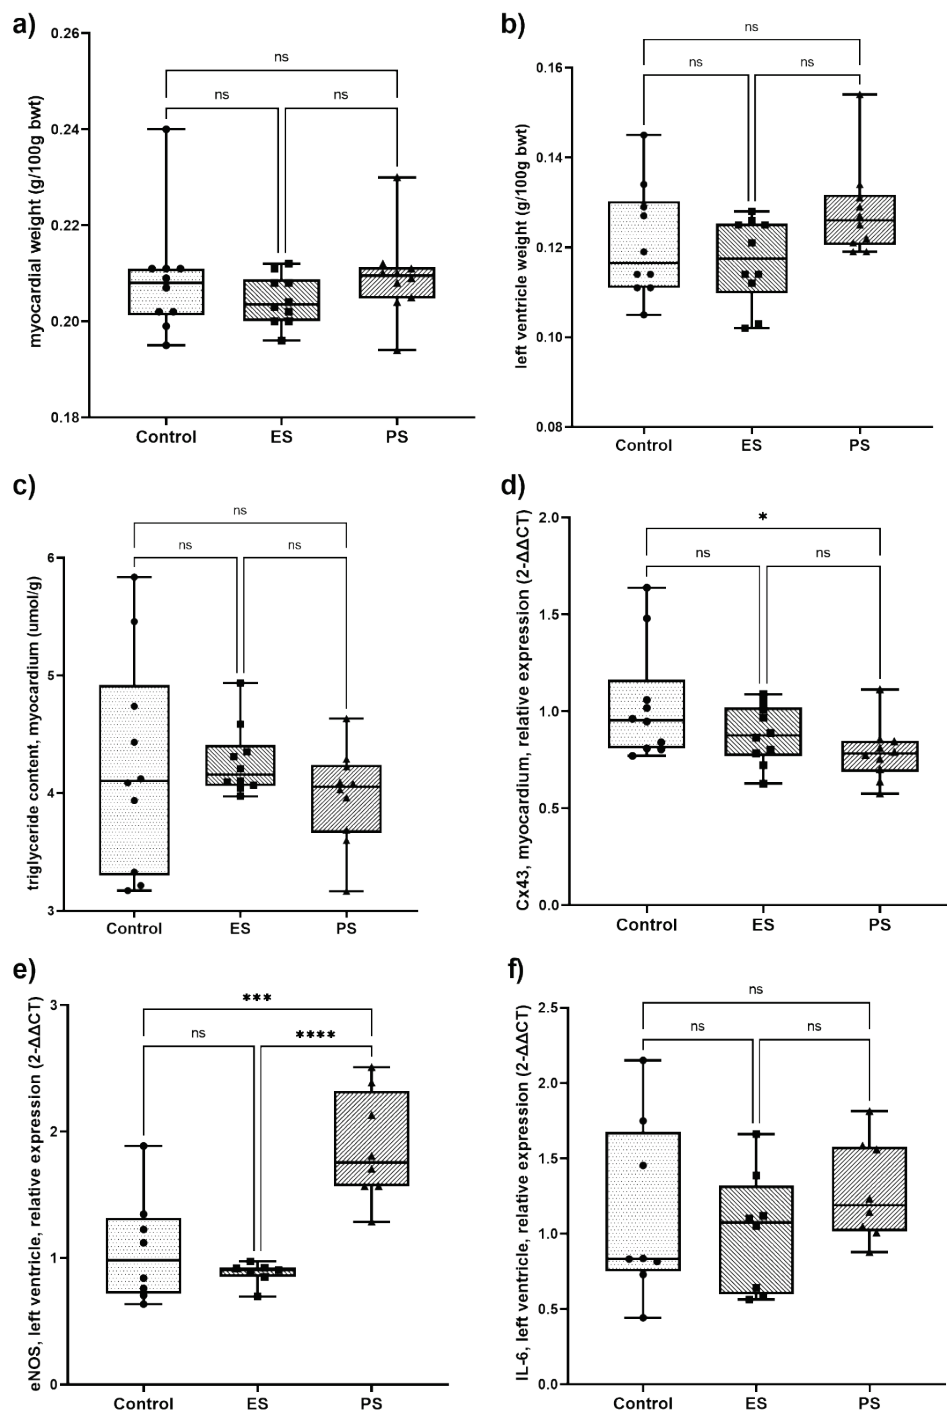 a)
myocardial weight (g/100g bwt)
0.26
0.24
0.22
0.20
0.18
ns
ns
ns
Control
ES
PS
b)
left ventricle weight (g/100g bwt)
0.16
0.14
0.12
0.10
0.08
ns
ns
ns
Control
ES
PS
c)
triglyceride content, myocardium (umol/g)
6
5
4
3
ns
ns
ns
Control
ES
PS
d)
Cx43, myocardium, relative expression (2-ΔΔCT)
2.0
1.5
1.0
0.5
0.0
*
ns
ns
Control
ES
PS
e)
eNOS, left ventricle, relative expression (2-ΔΔCT)
3
2
1
0
***
ns
****
Control
ES
PS
f)
IL-6, left ventricle, relative expression (2-ΔΔCT)
2.5
2.0
1.5
1.0
0.5
0.0
ns
ns
ns
Control
ES
PS